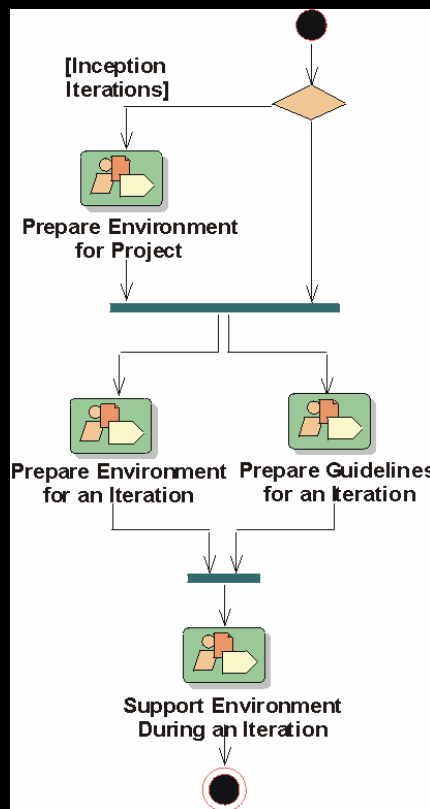 [Inception
Iterations]
Prepare Environment
for Project
Prepare Environment
for an Iteration
Prepare Guidelines
for an Iteration
Support Environment
During an Iteration